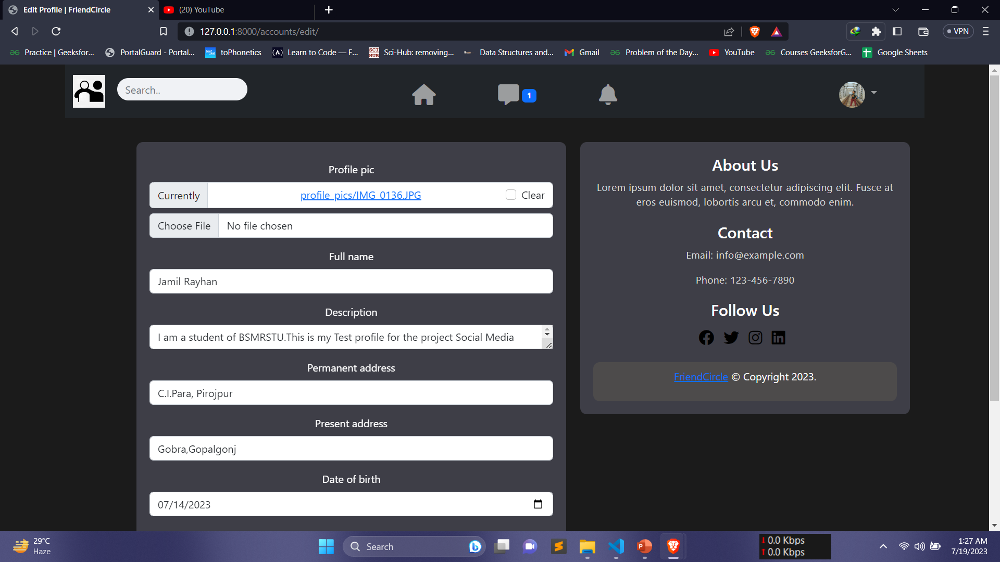 Edit Profile | FriendCircle
(20) YouTube
127.0.0.1:8000/accounts/edit/
VPN
Practice | Geeksfor...
PortalGuard - Portal...
toPhonetics
Learn to Code — F...
SCI HUB
Sci-Hub: removing...
Data Structures and...
Gmail
Problem of the Day...
YouTube
Courses GeeksforG...
Google Sheets
Search..
1
Profile pic
Currently
profile_pics/IMG_0136.JPG
Clear
Choose File
No file chosen
Full name
Jamil Rayhan
Description
I am a student of BSMRSTU.This is my Test profile for the project Social Media
Permanent address
C.I.Para, Pirojpur
Present address
Gobra,Gopalgonj
Date of birth
07/14/2023
About Us
Lorem ipsum dolor sit amet, consectetur adipiscing elit. Fusce at
eros euismod, lobortis arcu et, commodo enim.
Contact
Email: info@example.com
Phone: 123-456-7890
Follow Us
FriendCircle © Copyright 2023.
29°C
Haze
Search
0.0 Kbps
0.0 Kbps
1:27 AM
7/19/2023